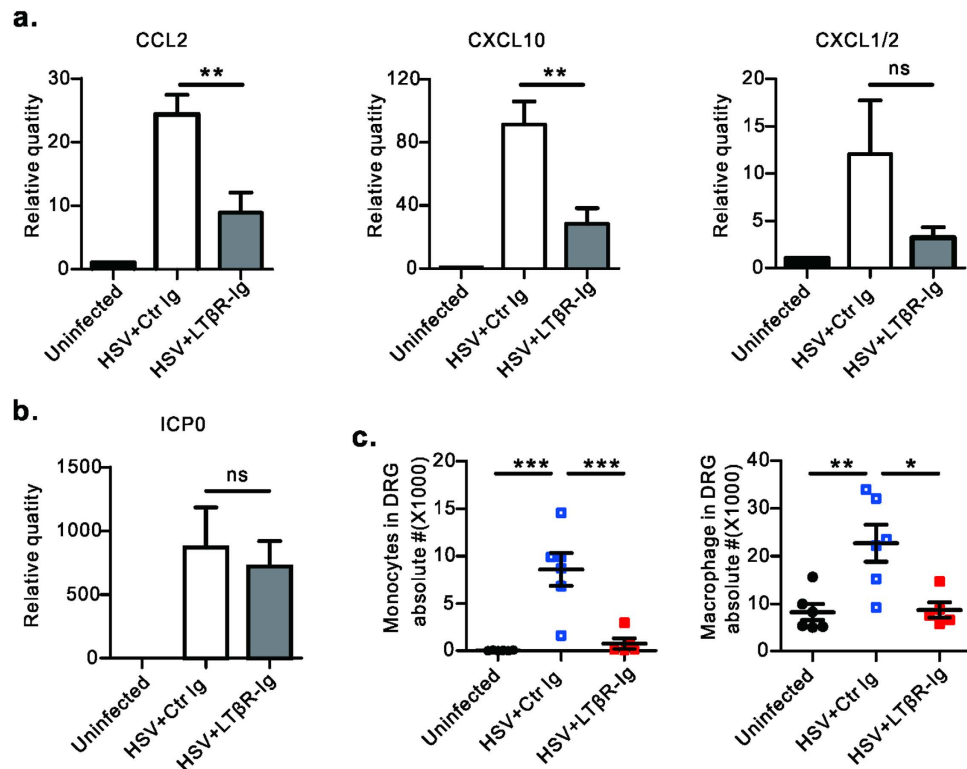 a.
CCL2
Relative quatity
30
20
10
0
**
Uninfected
HSV+Ctr Ig
HSV+LTβR-Ig
CXCL10
Relative quatity
120
80
40
0
**
Uninfected
HSV+Ctr Ig
HSV+LTβR-Ig
CXCL1/2
Relative quatity
20
15
10
5
0
ns
Uninfected
HSV+Ctr Ig
HSV+LTβR-Ig
b.
ICP0
Relative quatity
1500
1000
500
0
ns
Uninfected
HSV+Ctr Ig
HSV+LTβR-Ig
c.
Monocytes in DRG
absolute #(X1000)
20
15
10
5
0
*** ***
Uninfected
HSV+Ctr Ig
HSV+LTβR-Ig
Macrophage in DRG
absolute #(X1000)
40
30
20
10
0
** *
Uninfected
HSV+Ctr Ig
HSV+LTβR-Ig